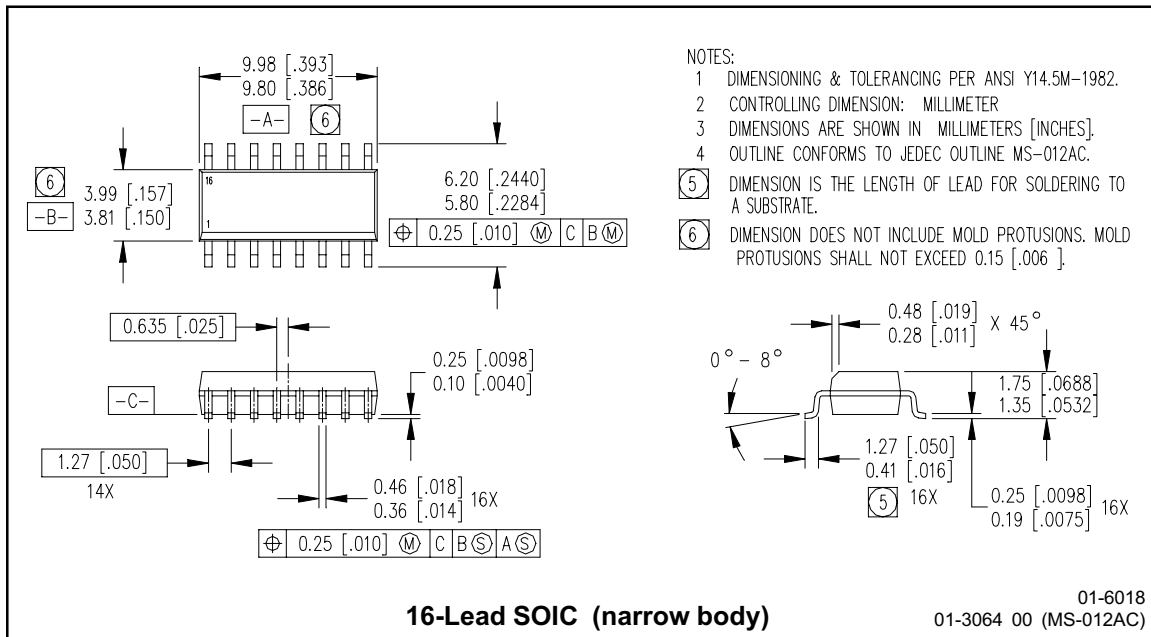 9.98 [.393]
9.80 [.386]
-A- 6
6
3.99 [.157]
-B- 3.81 [.150]
16
1
6.20 [.2440]
5.80 [.2284]
⌖ 0.25 [.010] Ⓜ C B Ⓜ
NOTES:
1 DIMENSIONING & TOLERANCING PER ANSI Y14.5M-1982.
2 CONTROLLING DIMENSION: MILLIMETER
3 DIMENSIONS ARE SHOWN IN MILLIMETERS [INCHES].
4 OUTLINE CONFORMS TO JEDEC OUTLINE MS-012AC.
5 DIMENSION IS THE LENGTH OF LEAD FOR SOLDERING TO
A SUBSTRATE.
6 DIMENSION DOES NOT INCLUDE MOLD PROTUSIONS. MOLD
PROTUSIONS SHALL NOT EXCEED 0.15 [.006 ].
0.635 [.025]
0.25 [.0098]
0.10 [.0040]
-C-
1.27 [.050]
14X
0.46 [.018]
0.36 [.014] 16X
⌖ 0.25 [.010] Ⓜ C B Ⓢ A Ⓢ
0.48 [.019]
0.28 [.011] X 45°
0°-8°
1.75 [.0688]
1.35 [.0532]
1.27 [.050]
0.41 [.016]
5 16X
0.25 [.0098]
0.19 [.0075] 16X
16-Lead SOIC (narrow body)
01-6018
01-3064 00 (MS-012AC)